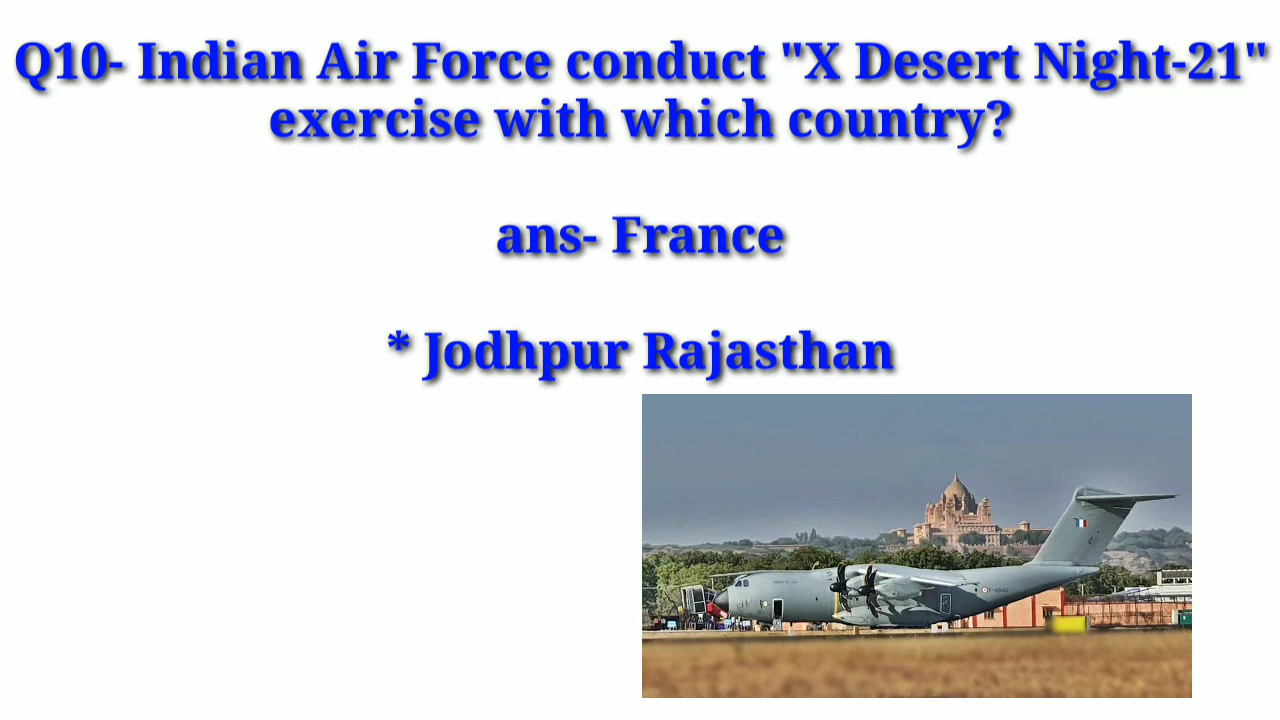 Q10- Indian Air Force conduct "X Desert Night-21"
exercise with which country?
ans- France
* Jodhpur Rajasthan